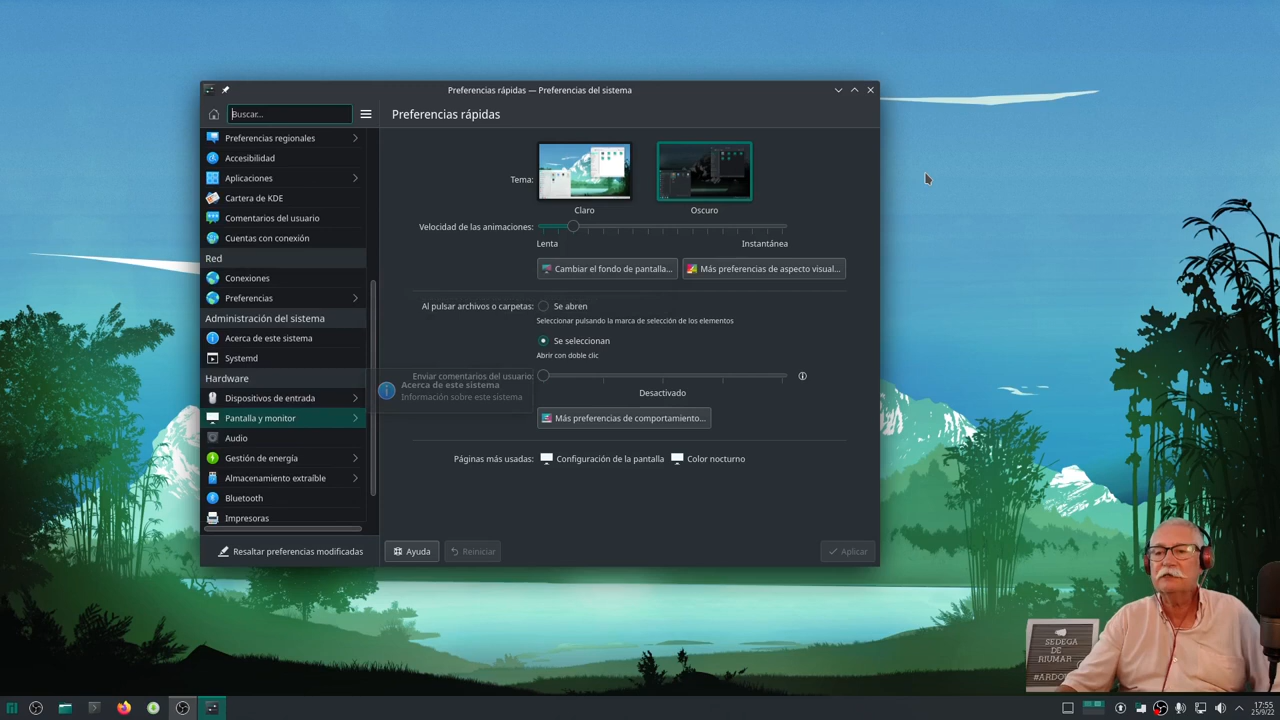 Preferencias rápidas — Preferencias del sistema
Buscar...
Preferencias rápidas
Preferencias regionales
Accesibilidad
Aplicaciones
Cartera de KDE
Comentarios del usuario
Cuentas con conexión
Red
Conexiones
Preferencias
Administración del sistema
Acerca de este sistema
Systemd
Hardware
Dispositivos de entrada
Pantalla y monitor
Audio
Gestión de energía
Almacenamiento extraíble
Bluetooth
Impresoras
Resaltar preferencias modificadas
Tema:
Claro
Oscuro
Velocidad de las animaciones:
Lenta
Instantánea
Cambiar el fondo de pantalla...
Más preferencias de aspecto visual...
Al pulsar archivos o carpetas:
Se abren
Seleccionar pulsando la marca de selección de los elementos
Se seleccionan
Abrir con doble clic
Enviar comentarios del usuario:
Acerca de este sistema
Información sobre este sistema
Desactivado
Más preferencias de comportamiento...
Páginas más usadas:
Configuración de la pantalla
Color nocturno
Ayuda
Reiniciar
Aplicar
SEDEGA
DE
RIUMAR
17:55
25/9/22